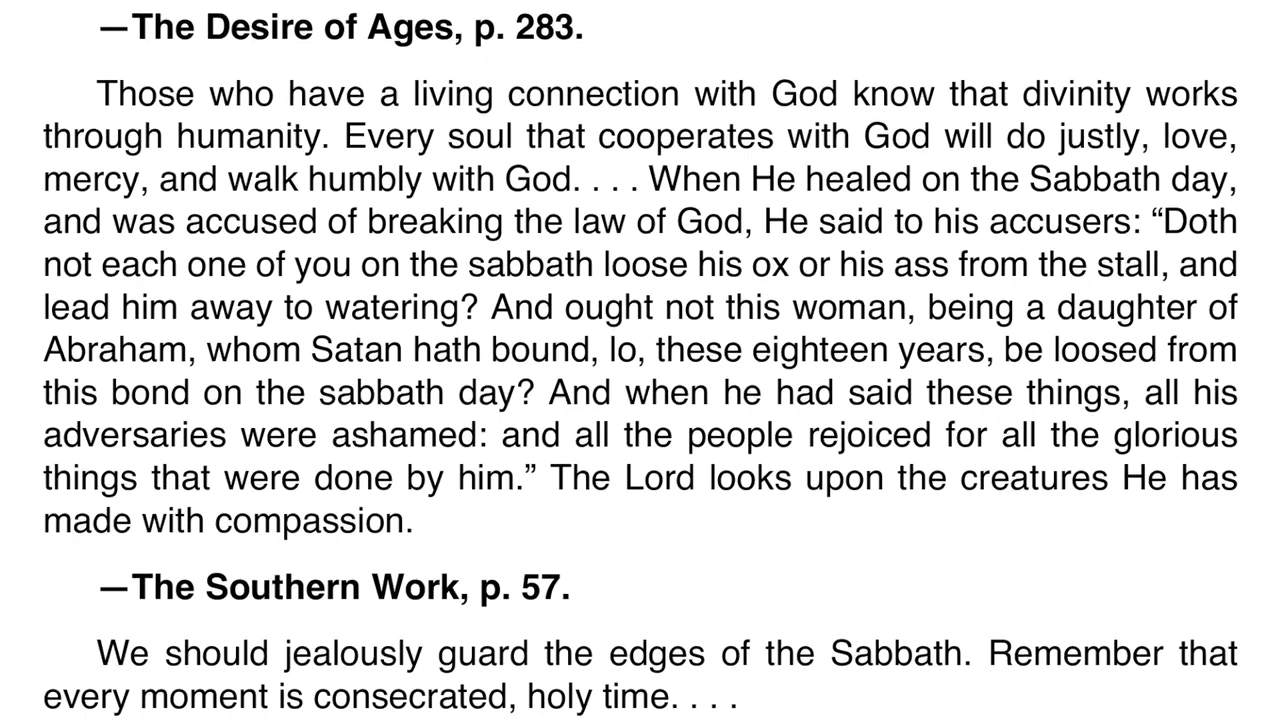 —The Desire of Ages, p. 283.
Those who have a living connection with God know that divinity works
through humanity. Every soul that cooperates with God will do justly, love,
mercy, and walk humbly with God. . . . When He healed on the Sabbath day,
and was accused of breaking the law of God, He said to his accusers: “Doth
not each one of you on the sabbath loose his ox or his ass from the stall, and
lead him away to watering? And ought not this woman, being a daughter of
Abraham, whom Satan hath bound, lo, these eighteen years, be loosed from
this bond on the sabbath day? And when he had said these things, all his
adversaries were ashamed: and all the people rejoiced for all the glorious
things that were done by him.” The Lord looks upon the creatures He has
made with compassion.
—The Southern Work, p. 57.
We should jealously guard the edges of the Sabbath. Remember that
every moment is consecrated, holy time. . . .